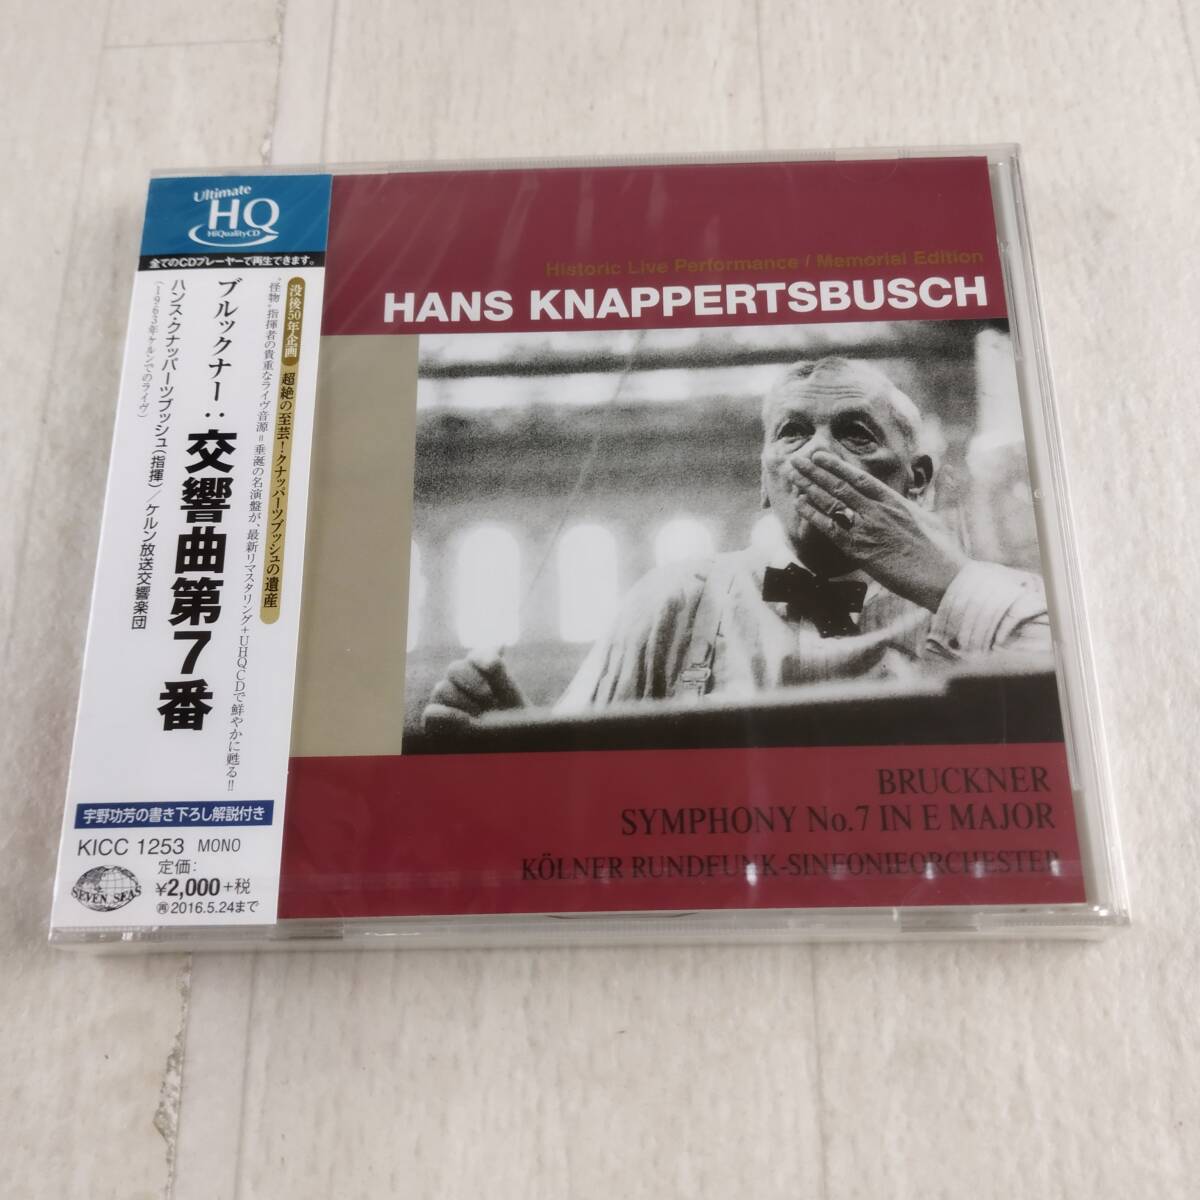 Ultimate
HQ
HiQualityCD
全てのCDプレーヤーで再生できます。
没後50年企画 超絶の至芸！クナッパーツブッシュの遺産
"怪物"指揮者の貴重なライヴ音源＝垂涎の名演盤が、最新リマスタリング+UHQCDで鮮やかに甦る!!
ブルックナー：交響曲第7番
ハンス・クナッパーツブッシュ(指揮)／ケルン放送交響楽団
(1963年ケルンでのライヴ)
宇野功芳の書き下ろし解説付き
KICC 1253 MONO
定価:
¥2,000+税
再2016.5.24まで
SEVEN SEAS
Historic Live Performance / Memorial Edition
HANS KNAPPERTSBUSCH
BRUCKNER
SYMPHONY No.7 IN E MAJOR
KÖLNER RUNDFUNK-SINFONIEORCHESTER